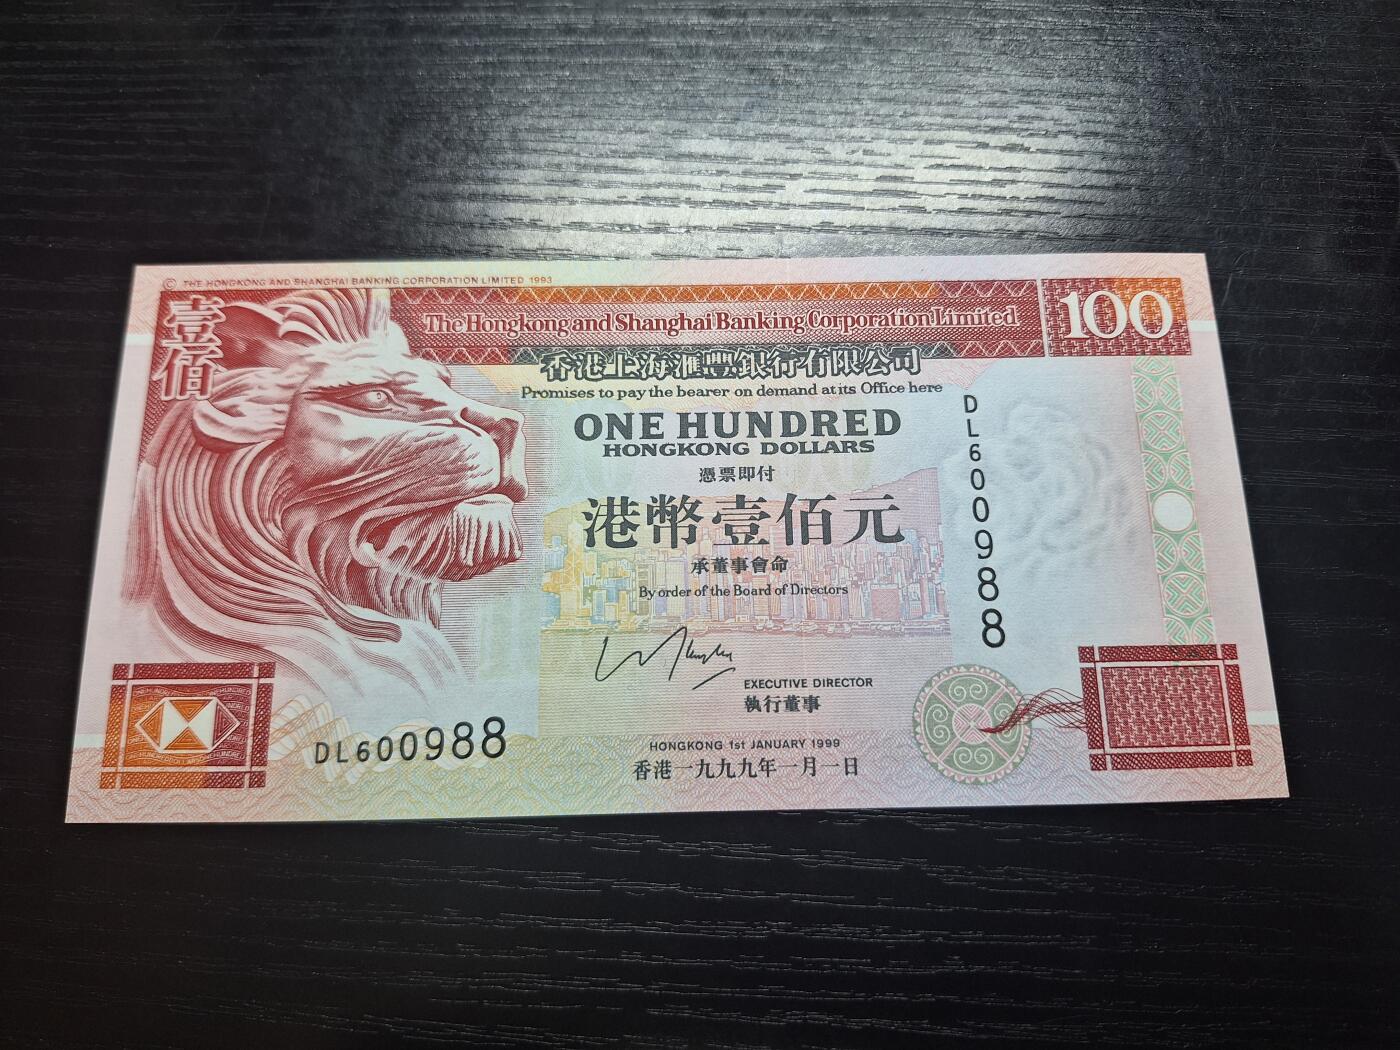 © THE HONGKONG AND SHANGHAI BANKING CORPORATION LIMITED 1993
壹佰
The Hongkong and Shanghai Banking Corporation Limited
100
香港上海滙豐銀行有限公司
Promises to pay the bearer on demand at its Office here
ONE HUNDRED
HONGKONG DOLLARS
憑票即付
港幣壹佰元
承董事會命
By order of the Board of Directors
DL600988
EXECUTIVE DIRECTOR
執行董事
DL600988
HONGKONG 1st JANUARY 1999
香港一九九九年一月一日